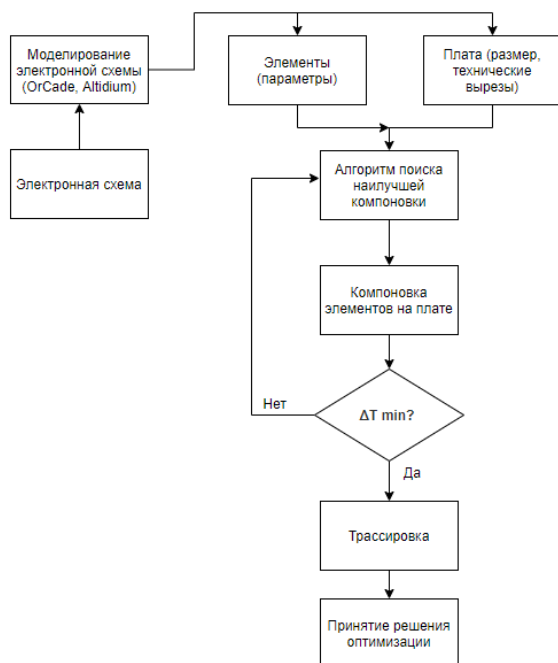 Моделирование
электронной схемы
(OrCade, Altidium)
Элементы
(параметры)
Плата (размер,
технические
вырезы)
Электронная схема
Алгоритм поиска
наилучшей
компоновки
Компоновка
элементов на плате
ΔT min?
Нет
Да
Трассировка
Принятие решения
оптимизации